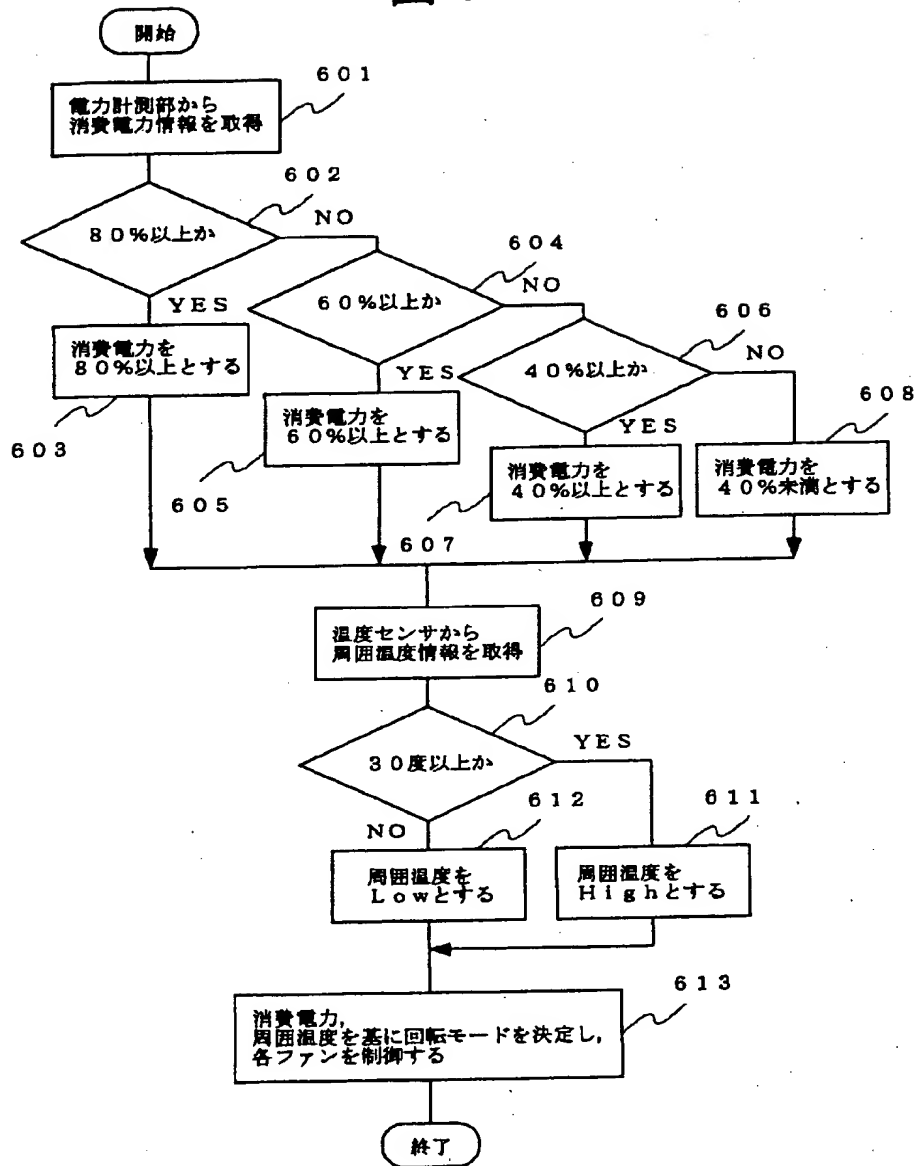 図
開始
601
電力計測部から
消費電力情報を取得
602
80%以上か
NO
604
YES
60%以上か
NO
606
消費電力を
80%以上とする
603
YES
40%以上か
NO
608
消費電力を
60%以上とする
605
YES
消費電力を
40%以上とする
607
消費電力を
40%未満とする
609
温度センサから
周囲温度情報を取得
610
30度以上か
YES
611
NO
612
周囲温度を
Lowとする
周囲温度を
Highとする
613
消費電力,
周囲温度を基に回転モードを決定し,
各ファンを制御する
終了